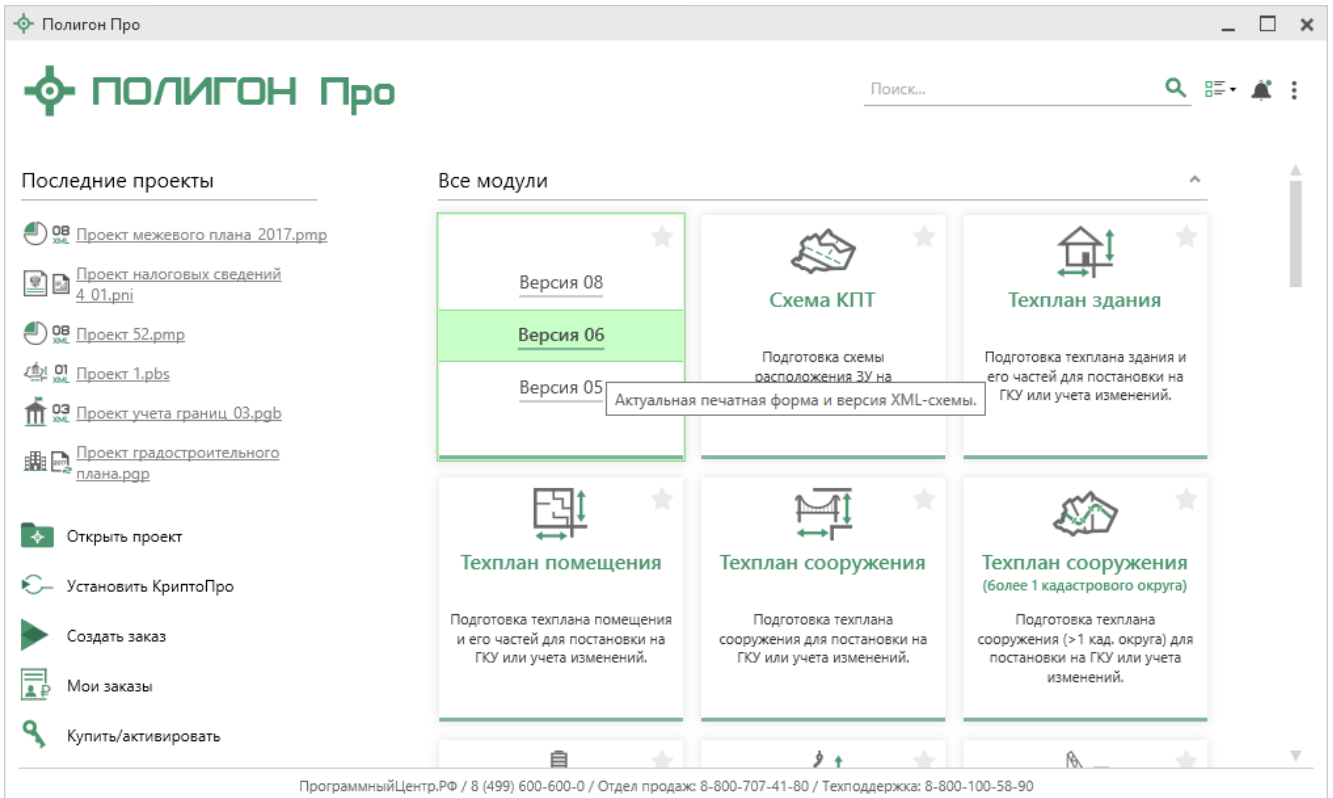 Полигон Про
ПОЛИГОН Про
Поиск...
Последние проекты
08
XML
Проект межевого плана_2017.pmp
Проект налоговых сведений
4_01.pni
08
XML
Проект 52.pmp
01
XML
Проект 1.pbs
03
XML
Проект учета границ_03.pgb
Проект градостроительного
плана.pgp
Открыть проект
Установить КриптоПро
Создать заказ
Мои заказы
Купить/активировать
Все модули
Версия 08
Версия 06
Версия 05
Актуальная печатная форма и версия XML-схемы.
Схема КПТ
Подготовка схемы
расположения ЗУ на
Техплан здания
Подготовка техплана здания и
его частей для постановки на
ГКУ или учета изменений.
Техплан помещения
Подготовка техплана помещения
и его частей для постановки на
ГКУ или учета изменений.
Техплан сооружения
Подготовка техплана
сооружения для постановки на
ГКУ или учета изменений.
Техплан сооружения
(более 1 кадастрового округа)
Подготовка техплана
сооружения (>1 кад. округа) для
постановки на ГКУ или учета
изменений.
ПрограммныйЦентр.РФ / 8 (499) 600-600-0 / Отдел продаж: 8-800-707-41-80 / Техподдержка: 8-800-100-58-90